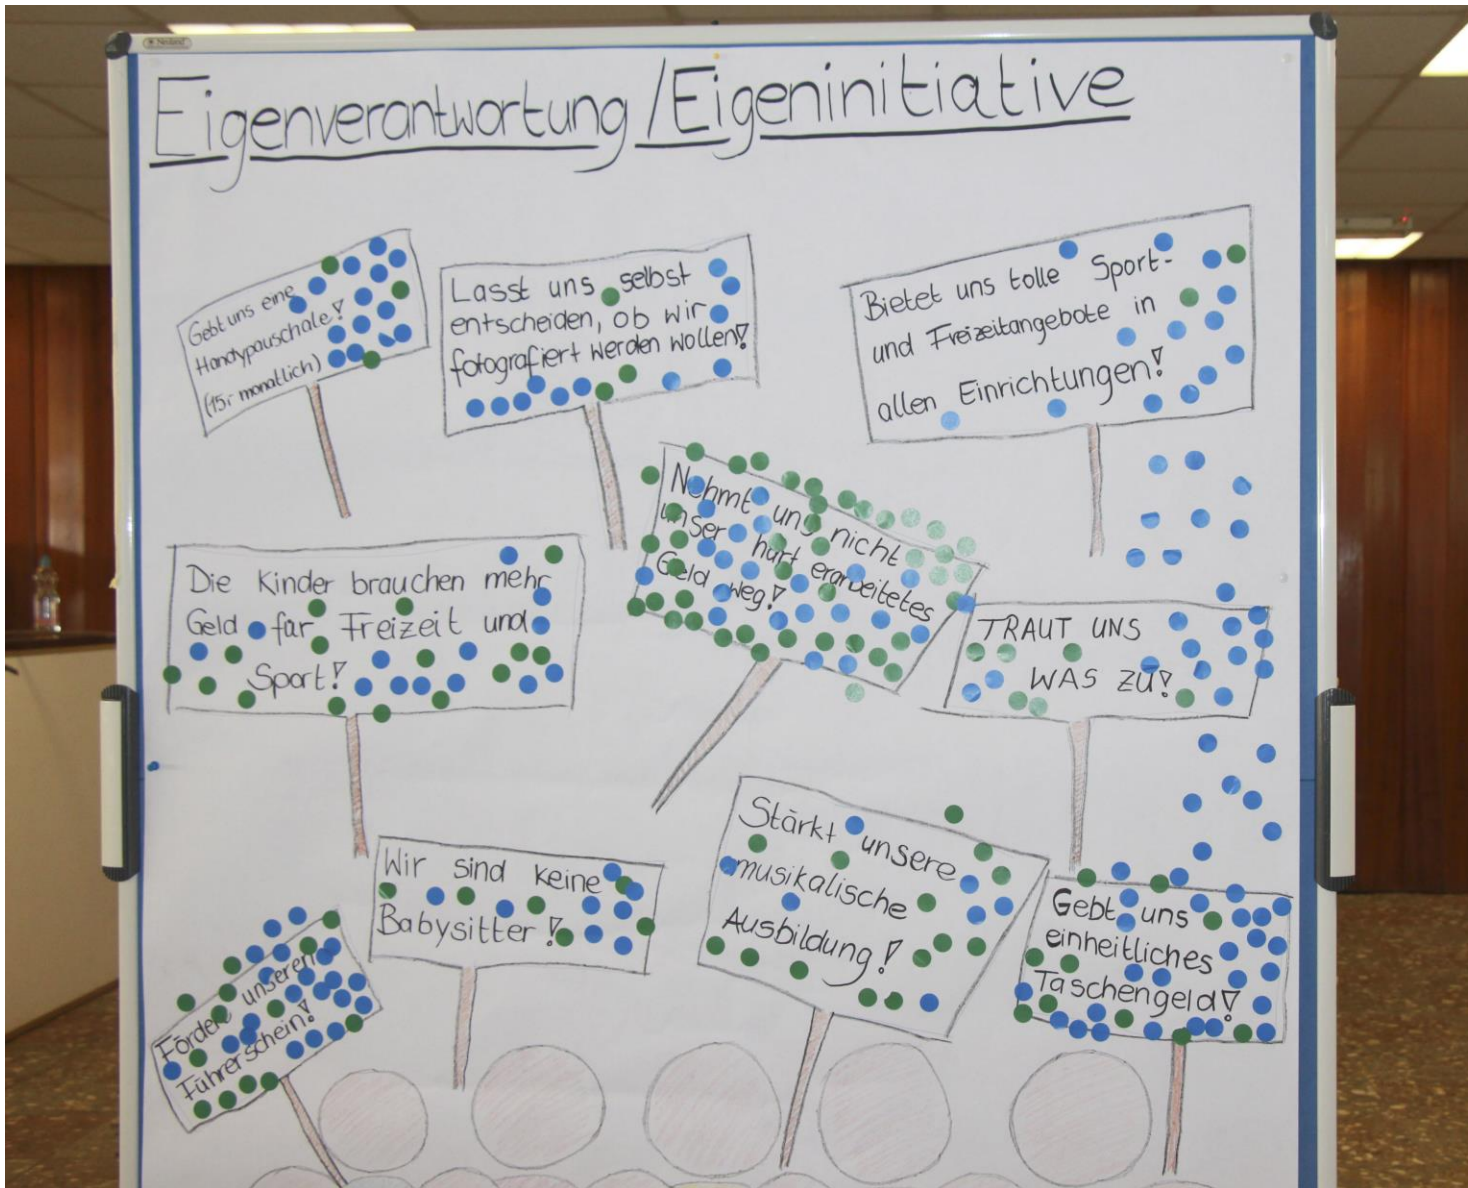 Eigenverantwortung / Eigeninitiative
Gebt uns eine
Handypauschale!
(15,- monatlich)
Lasst uns selbst
entscheiden, ob wir
fotografiert werden wollen!
Bietet uns tolle Sport-
und Freizeitangebote in
allen Einrichtungen!
Nehmt uns nicht
unser hart erarbeitetes
Geld weg!
Die Kinder brauchen mehr
Geld für Freizeit und
Sport!
TRAUT UNS
WAS ZU!
Stärkt unsere
musikalische
Ausbildung!
Wir sind keine
Babysitter!
Gebt uns
einheitliches
Taschengeld!
Fördert unseren
Führerschein!